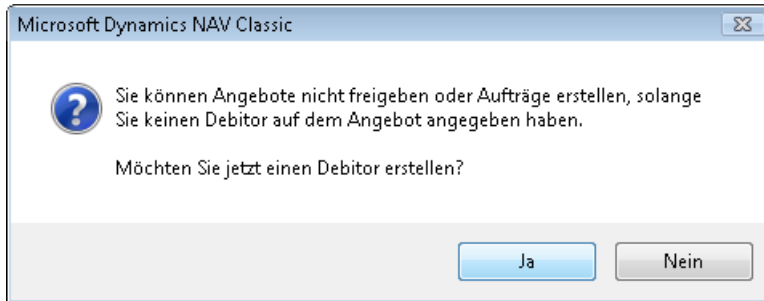 Microsoft Dynamics NAV Classic
Sie können Angebote nicht freigeben oder Aufträge erstellen, solange
Sie keinen Debitor auf dem Angebot angegeben haben.
Möchten Sie jetzt einen Debitor erstellen?
Ja
Nein